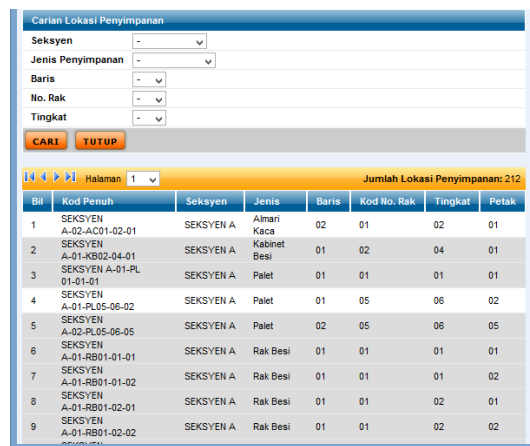 Carian Lokasi Penyimpanan
Seksyen -
Jenis Penyimpanan -
Baris -
No. Rak -
Tingkat -
CARI TUTUP
Halaman 1 Jumlah Lokasi Penyimpanan: 212
Bil Kod Penuh Seksyen Jenis Baris Kod No. Rak Tingkat Petak
1 SEKSYEN A-02-AC01-02-01 SEKSYEN A Almari Kaca 02 01 02 01
2 SEKSYEN A-01-KB02-04-01 SEKSYEN A Kabinet Besi 01 02 04 01
3 SEKSYEN A-01-PL 01-01-01 SEKSYEN A Palet 01 01 01 01
4 SEKSYEN A-01-PL05-06-02 SEKSYEN A Palet 01 05 06 02
5 SEKSYEN A-02-PL05-06-05 SEKSYEN A Palet 02 05 06 05
6 SEKSYEN A-01-RB01-01-01 SEKSYEN A Rak Besi 01 01 01 01
7 SEKSYEN A-01-RB01-01-02 SEKSYEN A Rak Besi 01 01 01 02
8 SEKSYEN A-01-RB01-02-01 SEKSYEN A Rak Besi 01 01 02 01
9 SEKSYEN A-01-RB01-02-02 SEKSYEN A Rak Besi 01 01 02 02